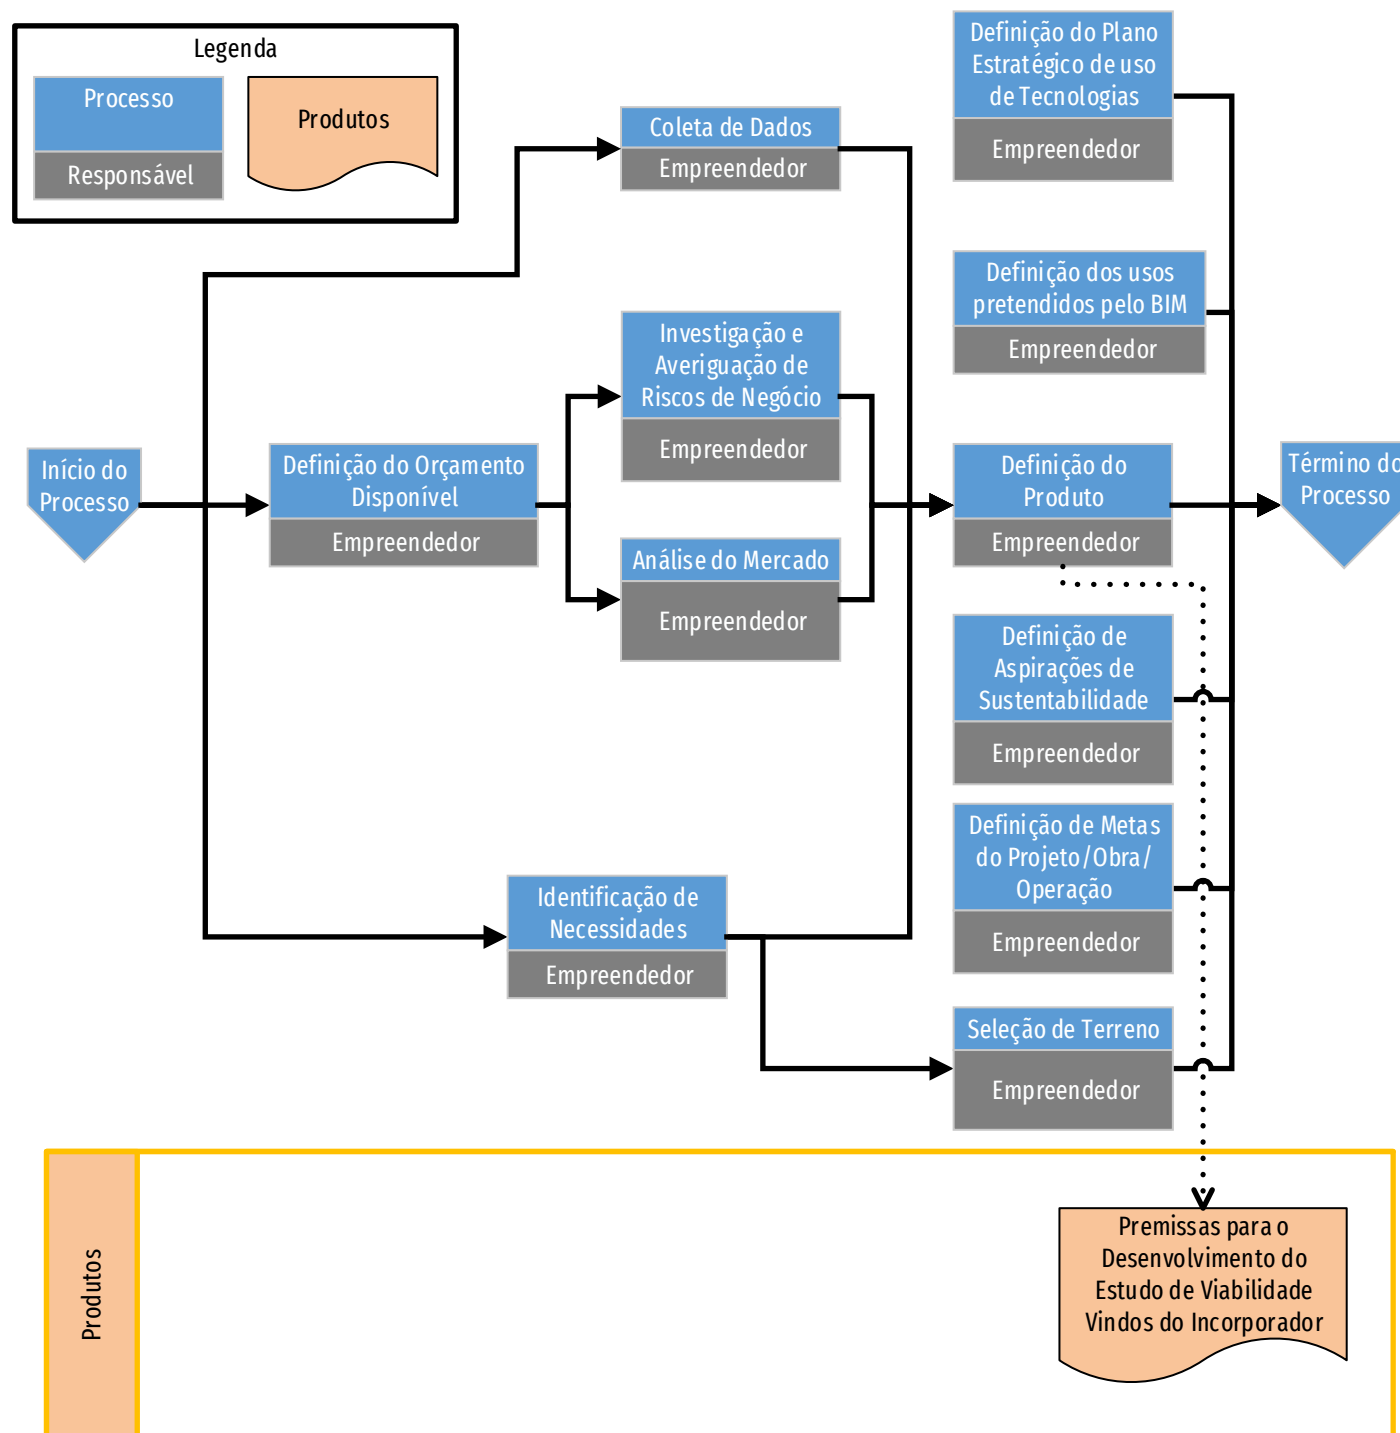 Legenda
Processo
Responsável
Produtos
Início do
Processo
Definição do Orçamento
Disponível
Empreendedor
Coleta de Dados
Empreendedor
Investigação e
Averiguação de
Riscos de Negócio
Empreendedor
Análise do Mercado
Empreendedor
Identificação de
Necessidades
Empreendedor
Definição do Plano
Estratégico de uso
de Tecnologias
Empreendedor
Definição dos usos
pretendidos pelo BIM
Empreendedor
Definição do
Produto
Empreendedor
Definição de
Aspirações de
Sustentabilidade
Empreendedor
Definição de Metas
do Projeto/Obra/
Operação
Empreendedor
Seleção de Terreno
Empreendedor
Término do
Processo
Produtos
Premissas para o
Desenvolvimento do
Estudo de Viabilidade
Vindos do Incorporador